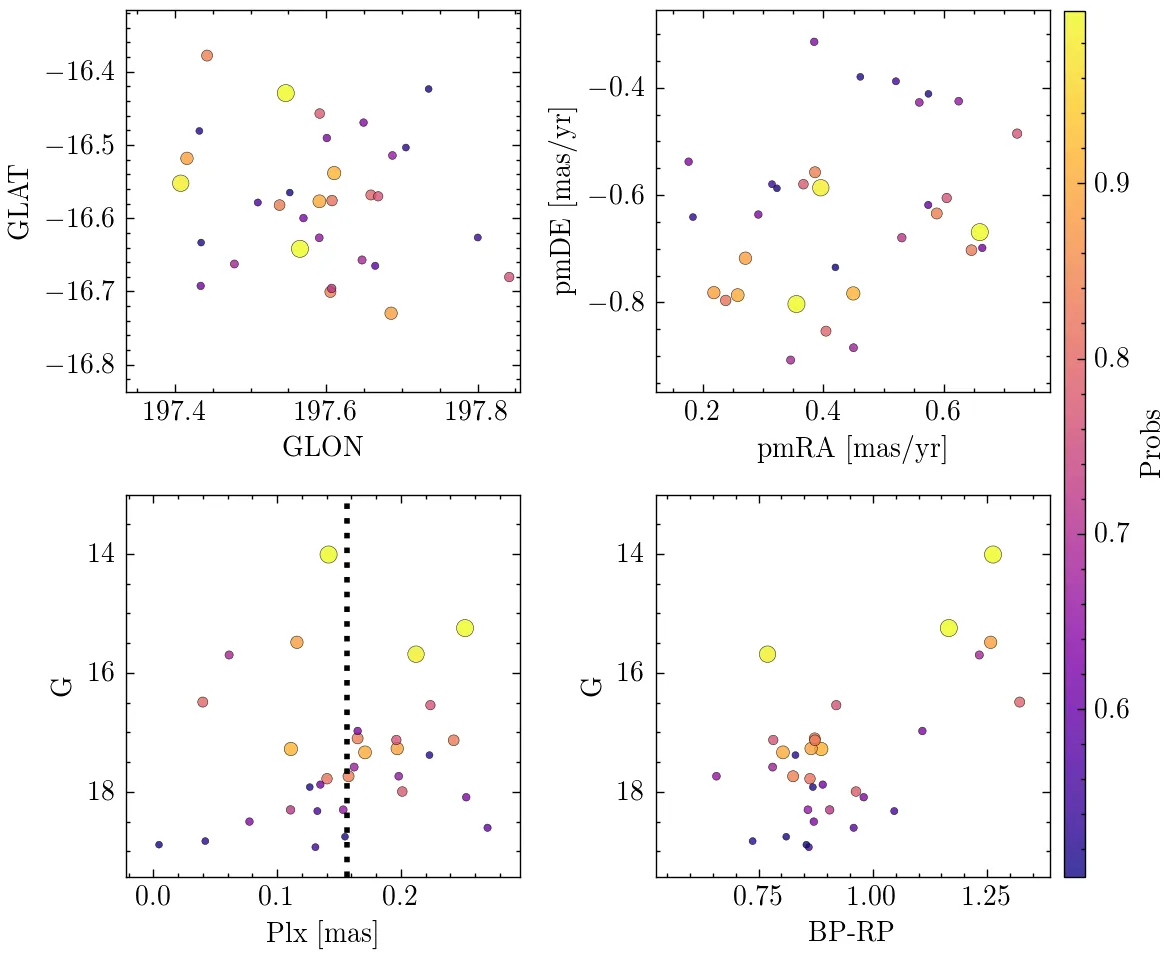 −16.4
−16.5
−16.6
−16.7
−16.8
GLAT
197.4 197.6 197.8
GLON
−0.4
−0.6
−0.8
pmDE [mas/yr]
0.2 0.4 0.6
pmRA [mas/yr]
14
16
18
G
0.0 0.1 0.2
Plx [mas]
14
16
18
G
0.75 1.00 1.25
BP-RP
0.9
0.8
0.7
0.6
Probs